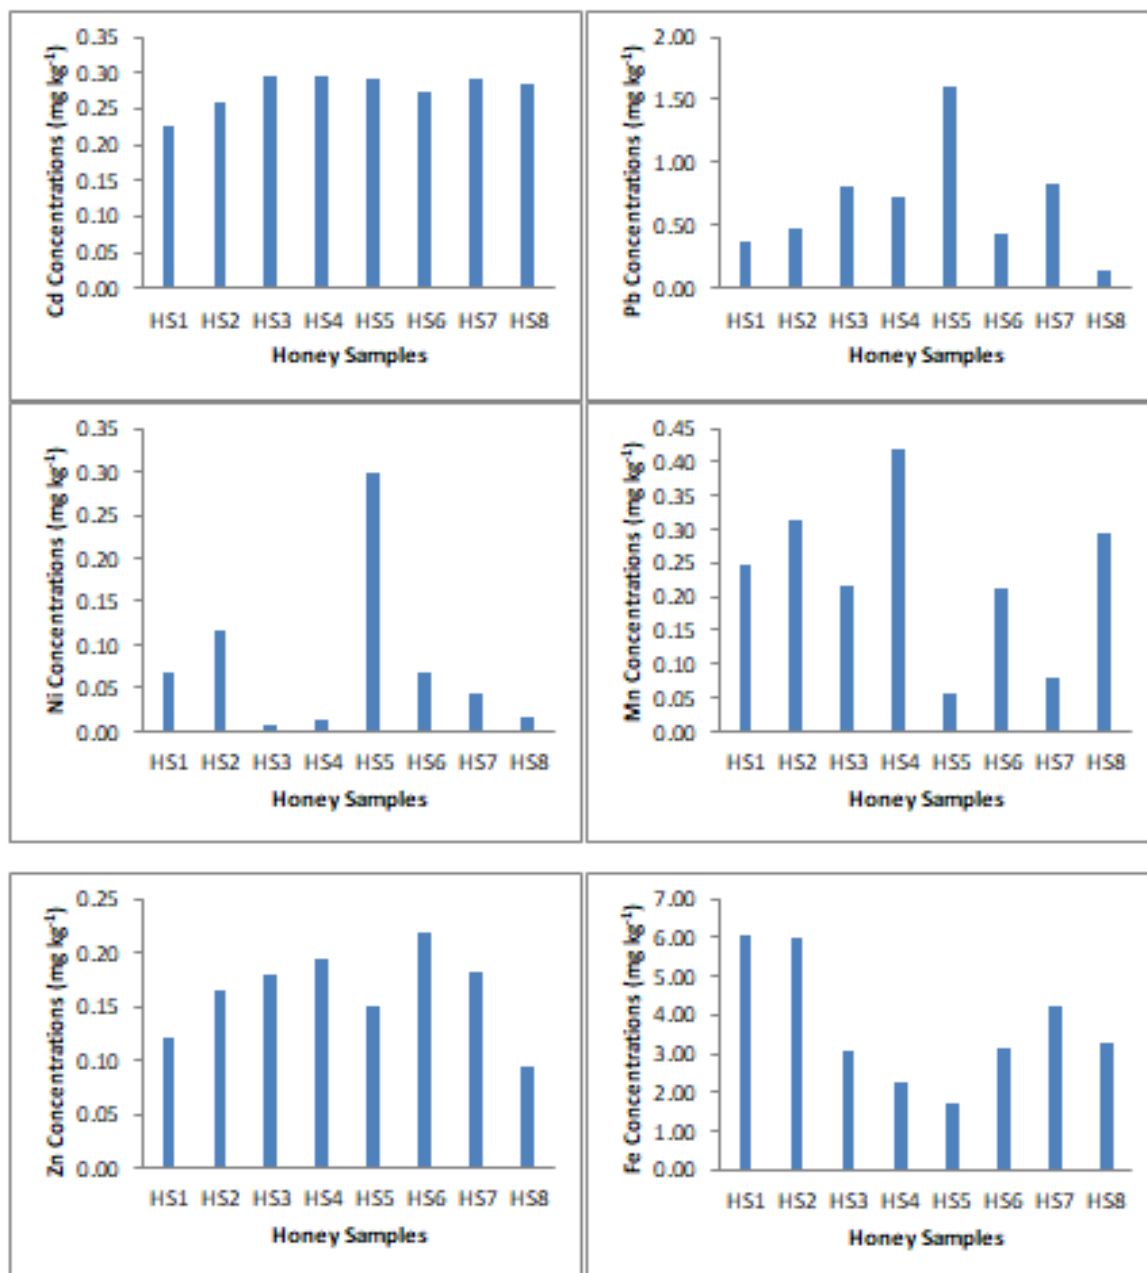 Cd Concentrations (mg kg⁻¹)
0.35
0.30
0.25
0.20
0.15
0.10
0.05
0.00
HS1 HS2 HS3 HS4 HS5 HS6 HS7 HS8
Honey Samples
Pb Concentrations (mg kg⁻¹)
2.00
1.50
1.00
0.50
0.00
HS1 HS2 HS3 HS4 HS5 HS6 HS7 HS8
Honey Samples
Ni Concentrations (mg kg⁻¹)
0.35
0.30
0.25
0.20
0.15
0.10
0.05
0.00
HS1 HS2 HS3 HS4 HS5 HS6 HS7 HS8
Honey Samples
Mn Concentrations (mg kg⁻¹)
0.45
0.40
0.35
0.30
0.25
0.20
0.15
0.10
0.05
0.00
HS1 HS2 HS3 HS4 HS5 HS6 HS7 HS8
Honey Samples
Zn Concentrations (mg kg⁻¹)
0.25
0.20
0.15
0.10
0.05
0.00
HS1 HS2 HS3 HS4 HS5 HS6 HS7 HS8
Honey Samples
Fe Concentrations (mg kg⁻¹)
7.00
6.00
5.00
4.00
3.00
2.00
1.00
0.00
HS1 HS2 HS3 HS4 HS5 HS6 HS7 HS8
Honey Samples